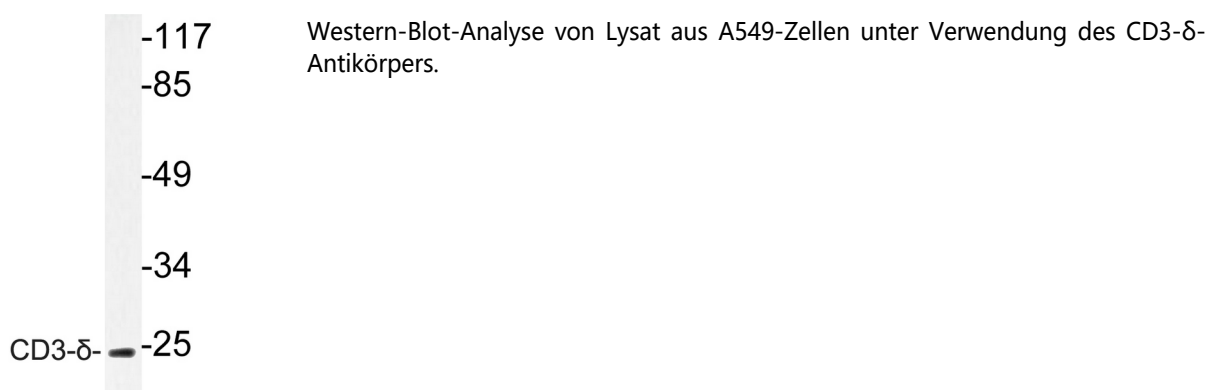 -117
-85
-49
-34
-25
CD3-δ-
Western-Blot-Analyse von Lysat aus A549-Zellen unter Verwendung des CD3-δ-
Antikörpers.